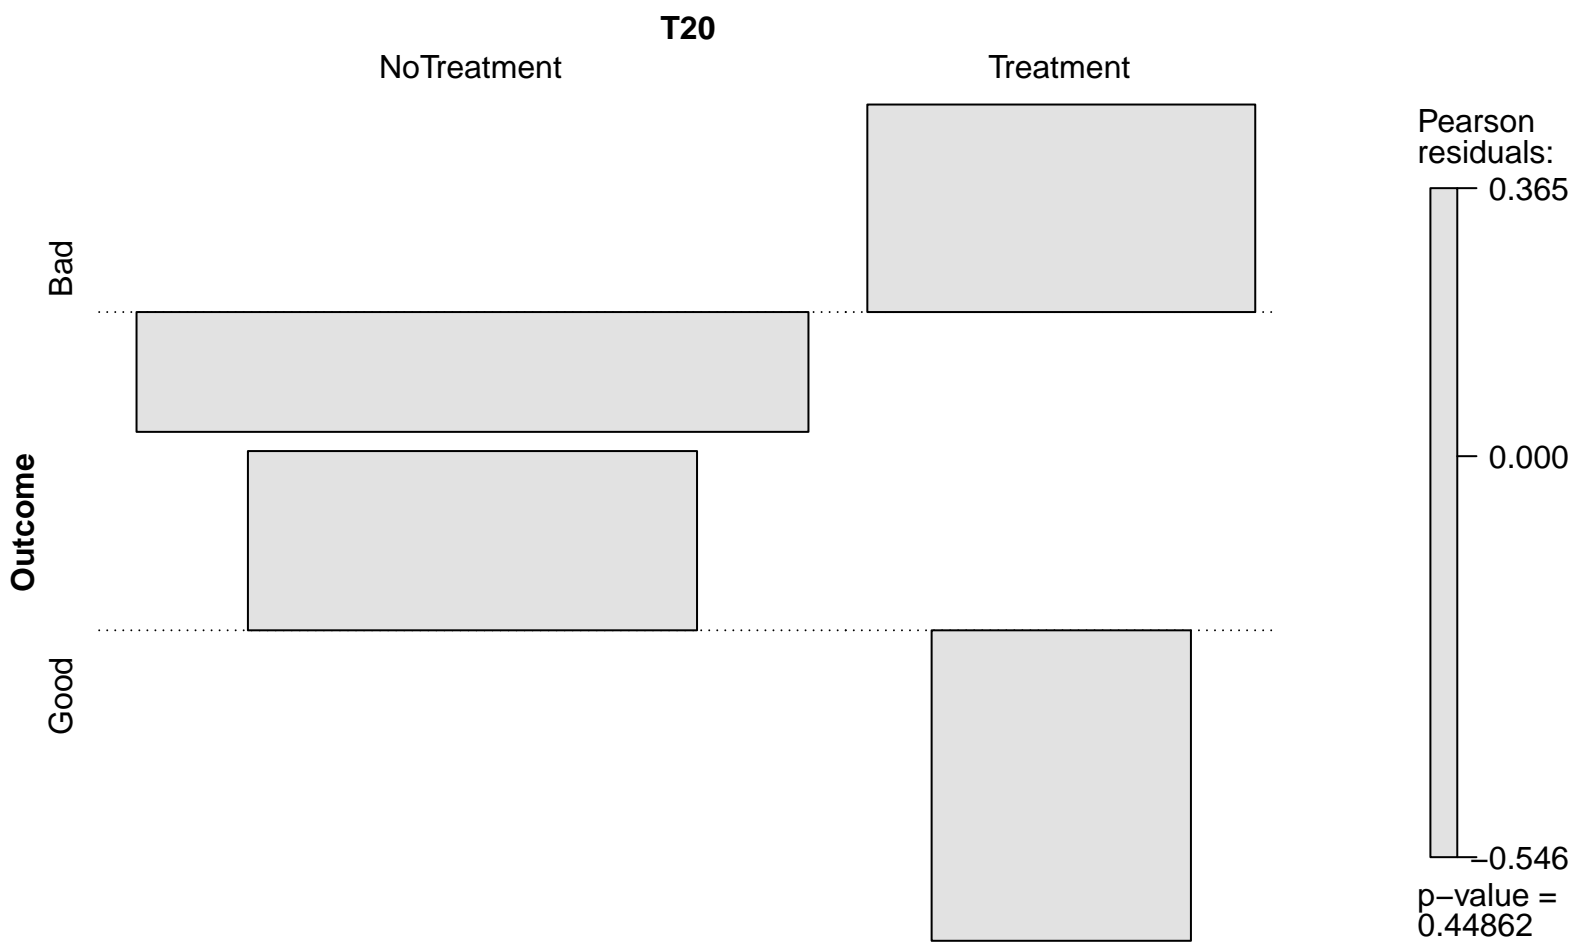 T20
NoTreatment
Treatment
Pearson
residuals:
0.365
Bad
0.000
Outcome
Good
−0.546
p−value =
0.44862